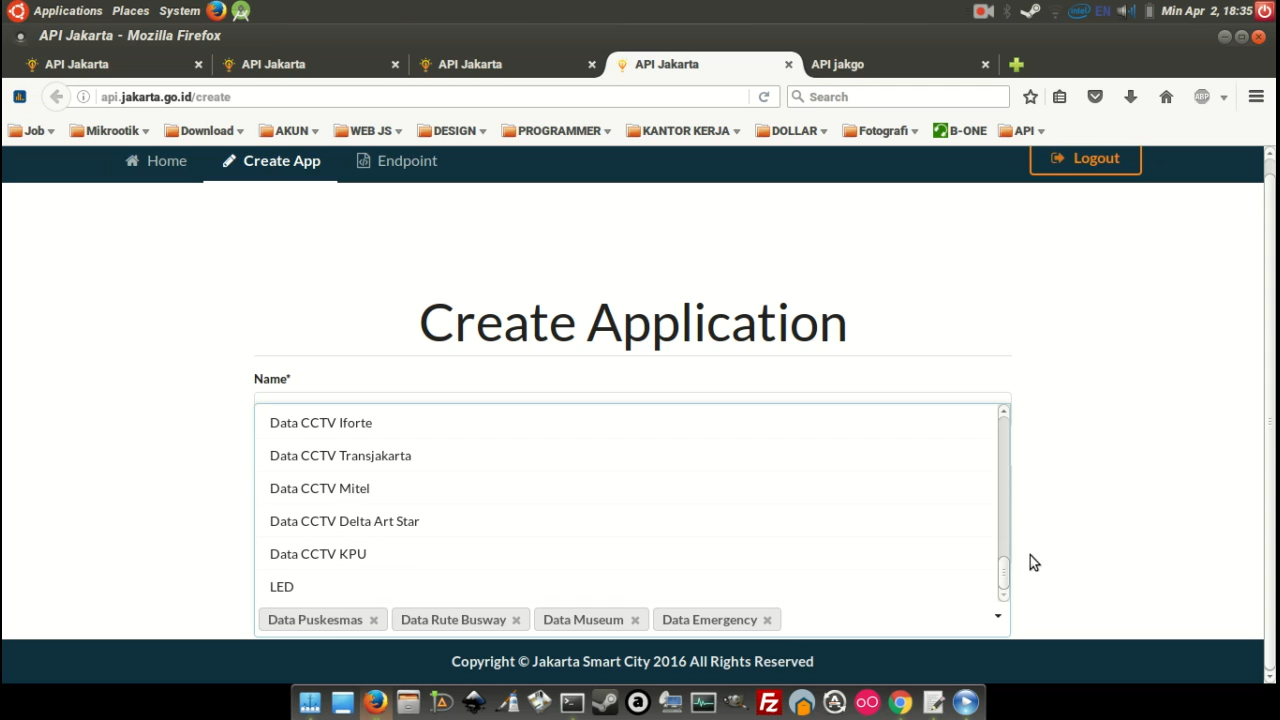 Applications Places System EN Min Apr 2, 18:35
API Jakarta - Mozilla Firefox
API Jakarta API Jakarta API Jakarta API Jakarta API jakgo
api.jakarta.go.id/create Search ABP
Job Mikrootik Download AKUN WEB JS DESIGN PROGRAMMER KANTOR KERJA DOLLAR Fotografi B-ONE API
Home Create App Endpoint Logout
Create Application
Name*
Data CCTV Iforte
Data CCTV Transjakarta
Data CCTV Mitel
Data CCTV Delta Art Star
Data CCTV KPU
LED
Data Puskesmas Data Rute Busway Data Museum Data Emergency
Copyright © Jakarta Smart City 2016 All Rights Reserved